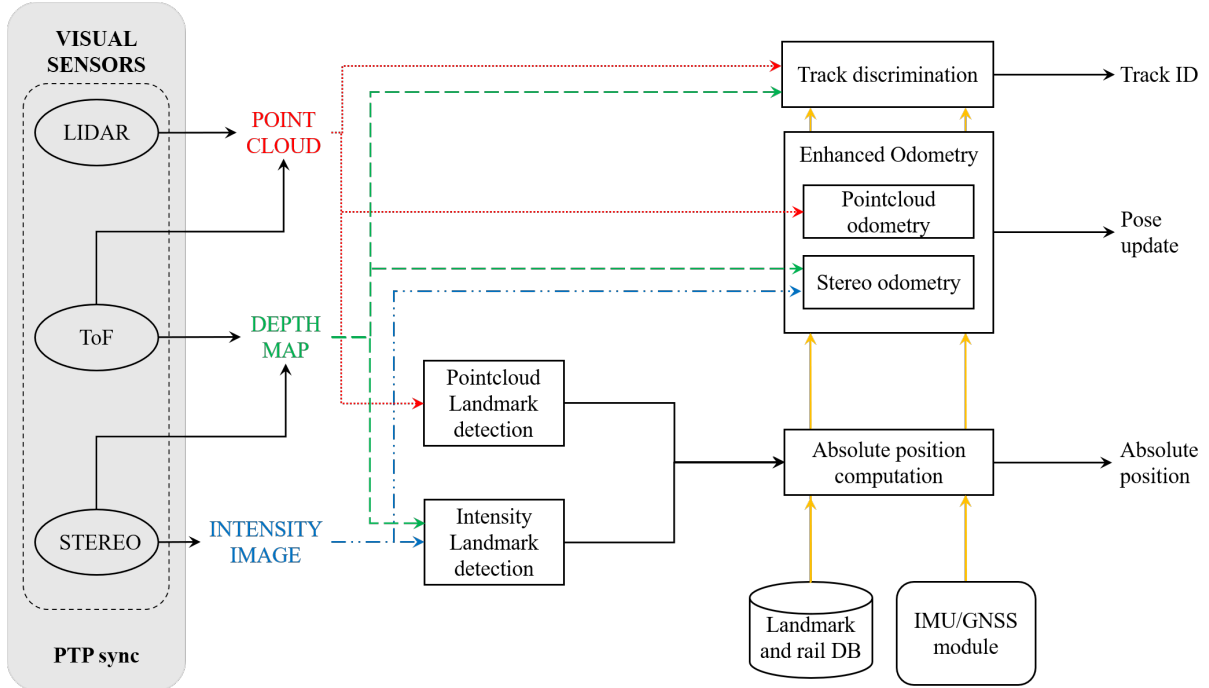 VISUAL
SENSORS
LIDAR
ToF
STEREO
PTP sync
POINT
CLOUD
DEPTH
MAP
INTENSITY
IMAGE
Pointcloud
Landmark
detection
Intensity
Landmark
detection
Track discrimination
Enhanced Odometry
Pointcloud
odometry
Stereo odometry
Absolute position
computation
Landmark
and rail DB
IMU/GNSS
module
Track ID
Pose
update
Absolute
position